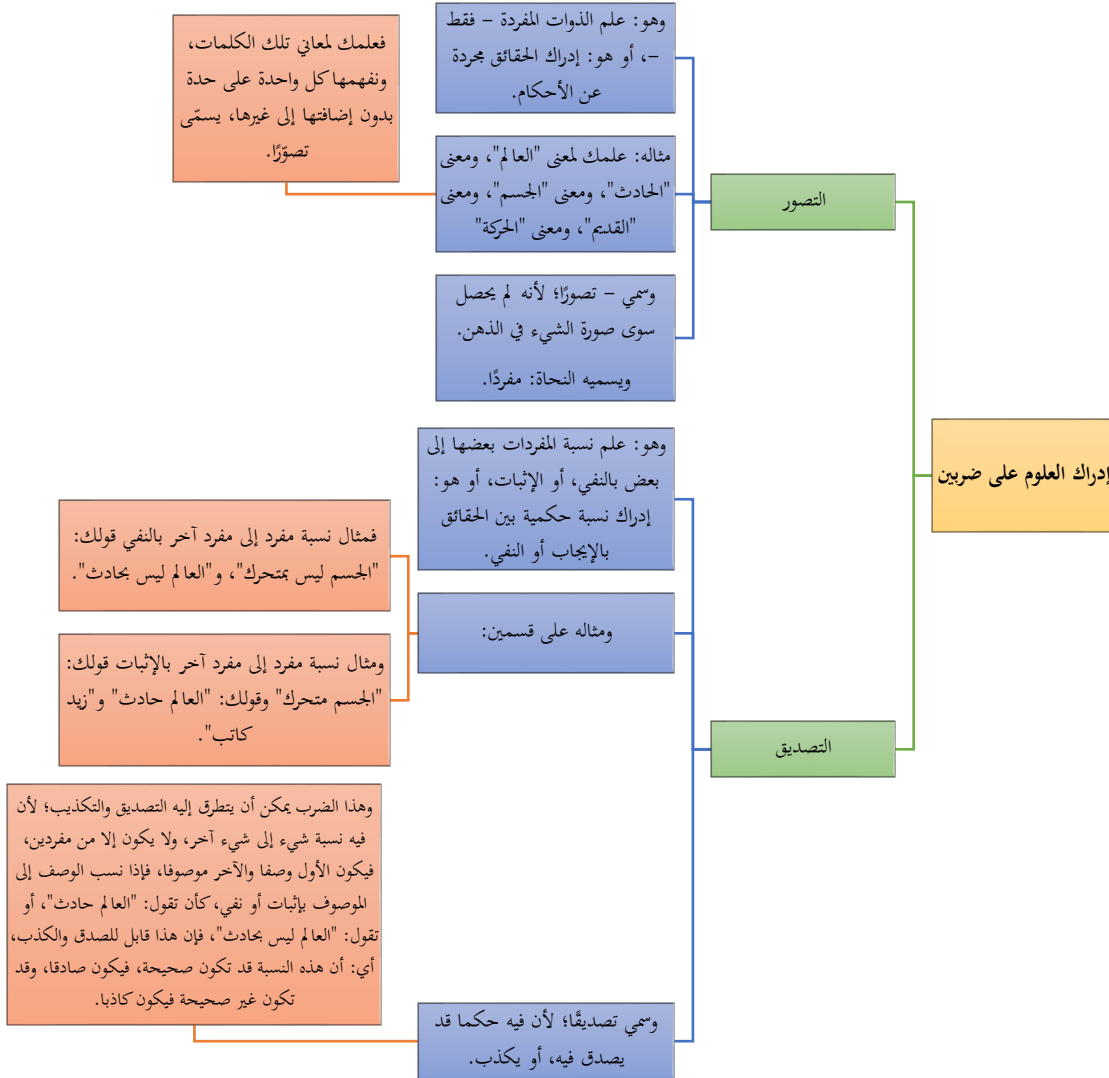 إدراك العلوم على ضربين
التصور
وهو: علم الذوات المفردة – فقط
–، أو هو: إدراك الحقائق مجردة
عن الأحكام.
مثاله: علمك لمعنى "العالم"، ومعنى
"الحادث"، ومعنى "الجسم"، ومعنى
"القديم"، ومعنى "الحركة"
فعلمك لمعاني تلك الكلمات،
ونفهمها كل واحدة على حدة
بدون إضافتها إلى غيرها، يسمّى
تصوّرًا.
وسمي – تصورًا؛ لأنه لم يحصل
سوى صورة الشيء في الذهن.
ويسميه النحاة: مفردًا.
التصديق
وهو: علم نسبة المفردات بعضها إلى
بعض بالنفي، أو الإثبات، أو هو:
إدراك نسبة حكمية بين الحقائق
بالإيجاب أو النفي.
ومثاله على قسمين:
فمثال نسبة مفرد إلى مفرد آخر بالنفي قولك:
"الجسم ليس بمتحرك"، و"العالم ليس بحادث".
ومثال نسبة مفرد إلى مفرد آخر بالإثبات قولك:
"الجسم متحرك" وقولك: "العالم حادث" و"زيد
كاتب".
وسمي تصديقًا؛ لأن فيه حكما قد
يصدق فيه، أو يكذب.
وهذا الضرب يمكن أن يتطرق إليه التصديق والتكذيب؛ لأن
فيه نسبة شيء إلى شيء آخر، ولا يكون إلا من مفردين،
فيكون الأول وصفا والآخر موصوفا، فإذا نسب الوصف إلى
الموصوف بإثبات أو نفي، كأن تقول: "العالم حادث"، أو
تقول: "العالم ليس بحادث"، فإن هذا قابل للصدق والكذب،
أي: أن هذه النسبة قد تكون صحيحة، فيكون صادقا، وقد
تكون غير صحيحة فيكون كاذبا.